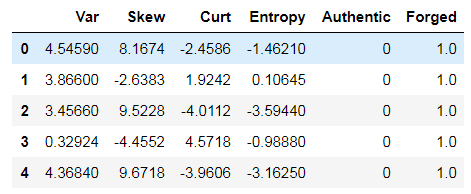 Var Skew Curt Entropy Authentic Forged
0 4.54590 8.1674 -2.4586 -1.46210 0 1.0
1 3.86600 -2.6383 1.9242 0.10645 0 1.0
2 3.45660 9.5228 -4.0112 -3.59440 0 1.0
3 0.32924 -4.4552 4.5718 -0.98880 0 1.0
4 4.36840 9.6718 -3.9606 -3.16250 0 1.0